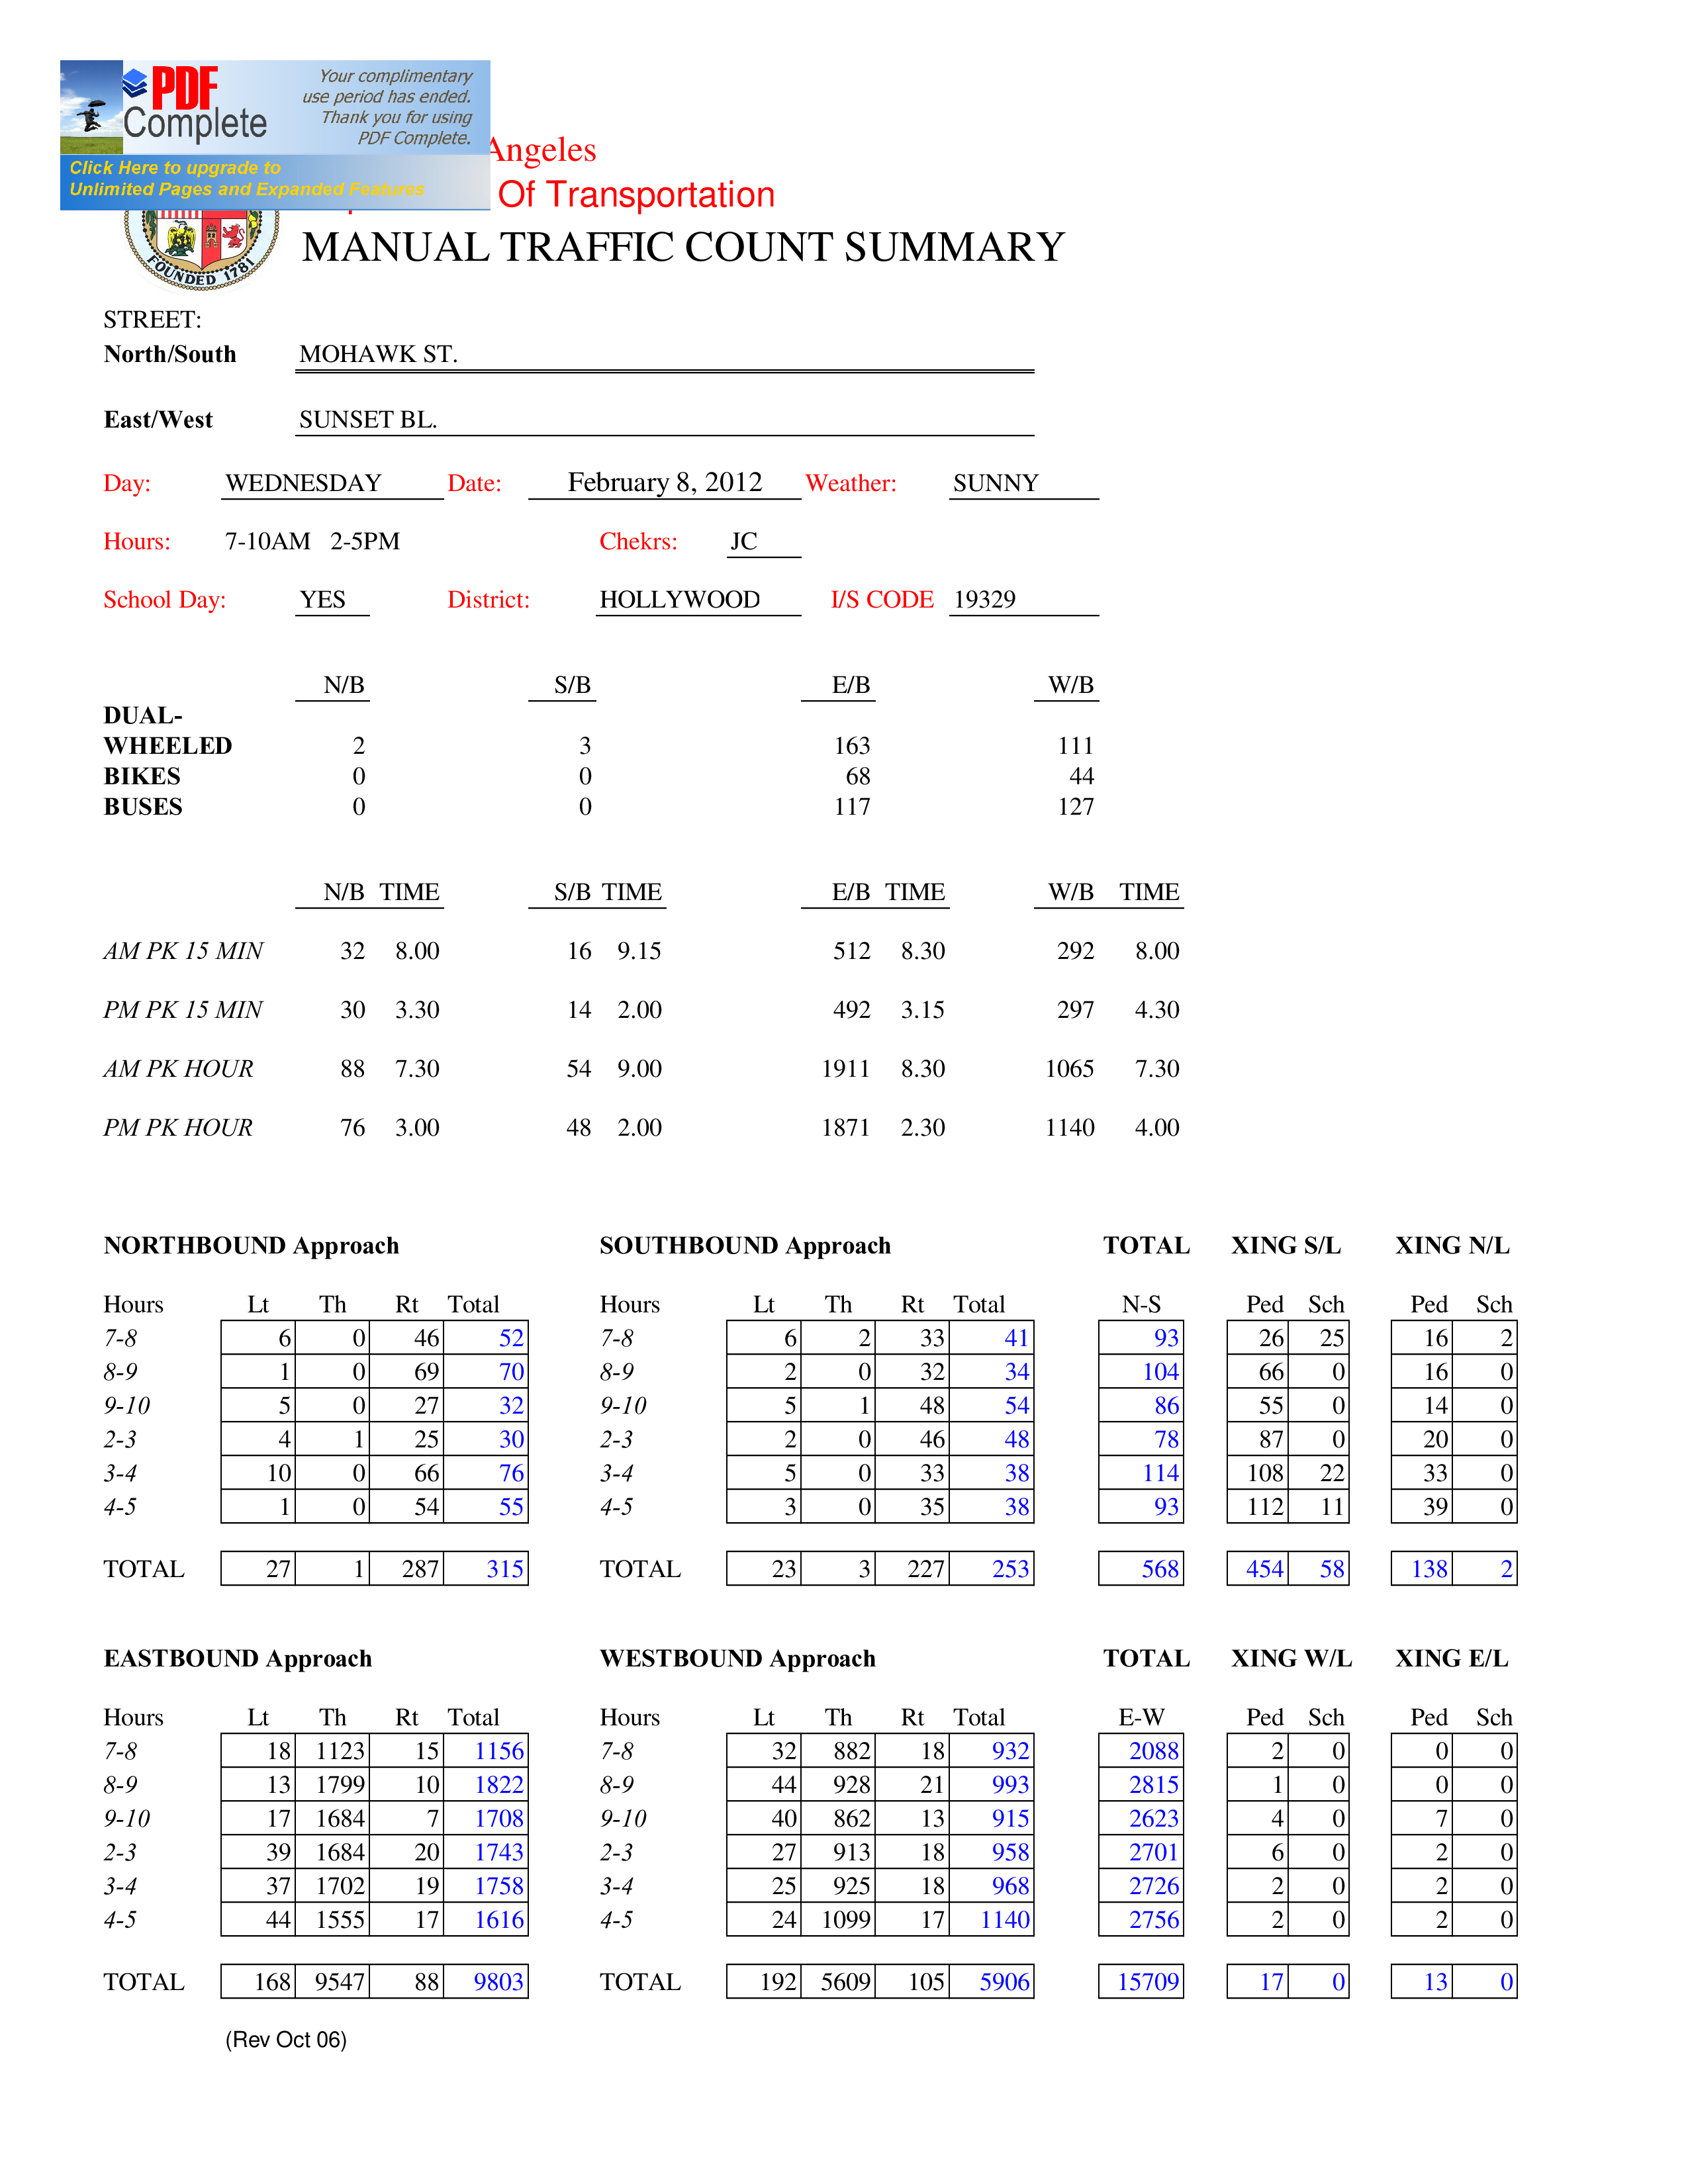 PDF
Complete
Your complimentary
use period has ended.
Thank you for using
PDF Complete.
Click Here to upgrade to
Unlimited Pages and Expanded Features
Angeles
Of Transportation
FOUNDED 1781
MANUAL TRAFFIC COUNT SUMMARY
STREET:
North/South MOHAWK ST.
East/West SUNSET BL.
Day: WEDNESDAY Date: February 8, 2012 Weather: SUNNY
Hours: 7-10AM 2-5PM Chekrs: JC
School Day: YES District: HOLLYWOOD I/S CODE 19329
N/B S/B E/B W/B
DUAL-
WHEELED 2 3 163 111
BIKES 0 0 68 44
BUSES 0 0 117 127
N/B TIME S/B TIME E/B TIME W/B TIME
AM PK 15 MIN 32 8.00 16 9.15 512 8.30 292 8.00
PM PK 15 MIN 30 3.30 14 2.00 492 3.15 297 4.30
AM PK HOUR 88 7.30 54 9.00 1911 8.30 1065 7.30
PM PK HOUR 76 3.00 48 2.00 1871 2.30 1140 4.00
NORTHBOUND Approach SOUTHBOUND Approach TOTAL XING S/L XING N/L
Hours Lt Th Rt Total Hours Lt Th Rt Total N-S Ped Sch Ped Sch
7-8 6 0 46 52 7-8 6 2 33 41 93 26 25 16 2
8-9 1 0 69 70 8-9 2 0 32 34 104 66 0 16 0
9-10 5 0 27 32 9-10 5 1 48 54 86 55 0 14 0
2-3 4 1 25 30 2-3 2 0 46 48 78 87 0 20 0
3-4 10 0 66 76 3-4 5 0 33 38 114 108 22 33 0
4-5 1 0 54 55 4-5 3 0 35 38 93 112 11 39 0
TOTAL 27 1 287 315 TOTAL 23 3 227 253 568 454 58 138 2
EASTBOUND Approach WESTBOUND Approach TOTAL XING W/L XING E/L
Hours Lt Th Rt Total Hours Lt Th Rt Total E-W Ped Sch Ped Sch
7-8 18 1123 15 1156 7-8 32 882 18 932 2088 2 0 0 0
8-9 13 1799 10 1822 8-9 44 928 21 993 2815 1 0 0 0
9-10 17 1684 7 1708 9-10 40 862 13 915 2623 4 0 7 0
2-3 39 1684 20 1743 2-3 27 913 18 958 2701 6 0 2 0
3-4 37 1702 19 1758 3-4 25 925 18 968 2726 2 0 2 0
4-5 44 1555 17 1616 4-5 24 1099 17 1140 2756 2 0 2 0
TOTAL 168 9547 88 9803 TOTAL 192 5609 105 5906 15709 17 0 13 0
(Rev Oct 06)